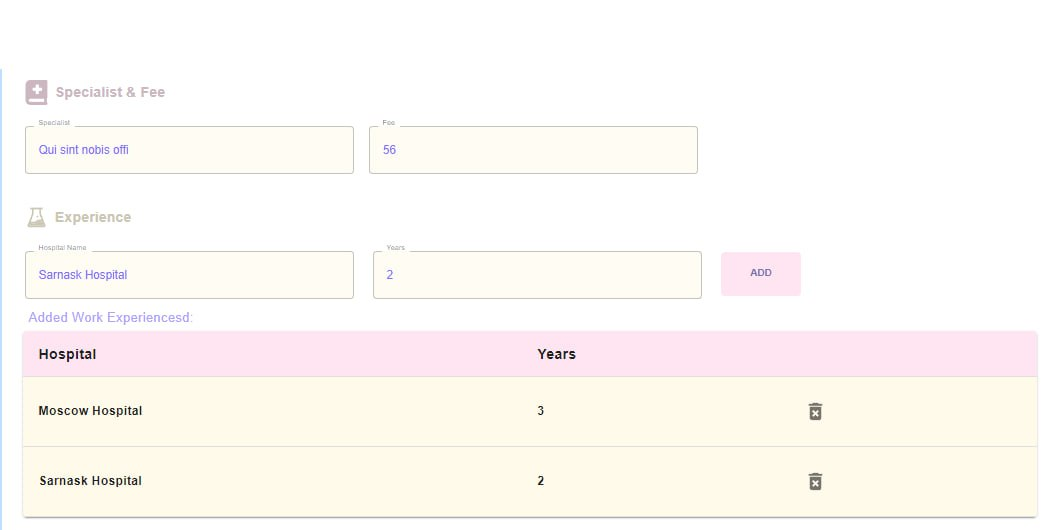 Specialist & Fee
Specialist
Fee
Qui sint nobis offi
56
Experience
Hospital Name
Years
Sarnask Hospital
2
ADD
Added Work Experiencesd:
Hospital
Years
Moscow Hospital
3
Sarnask Hospital
2